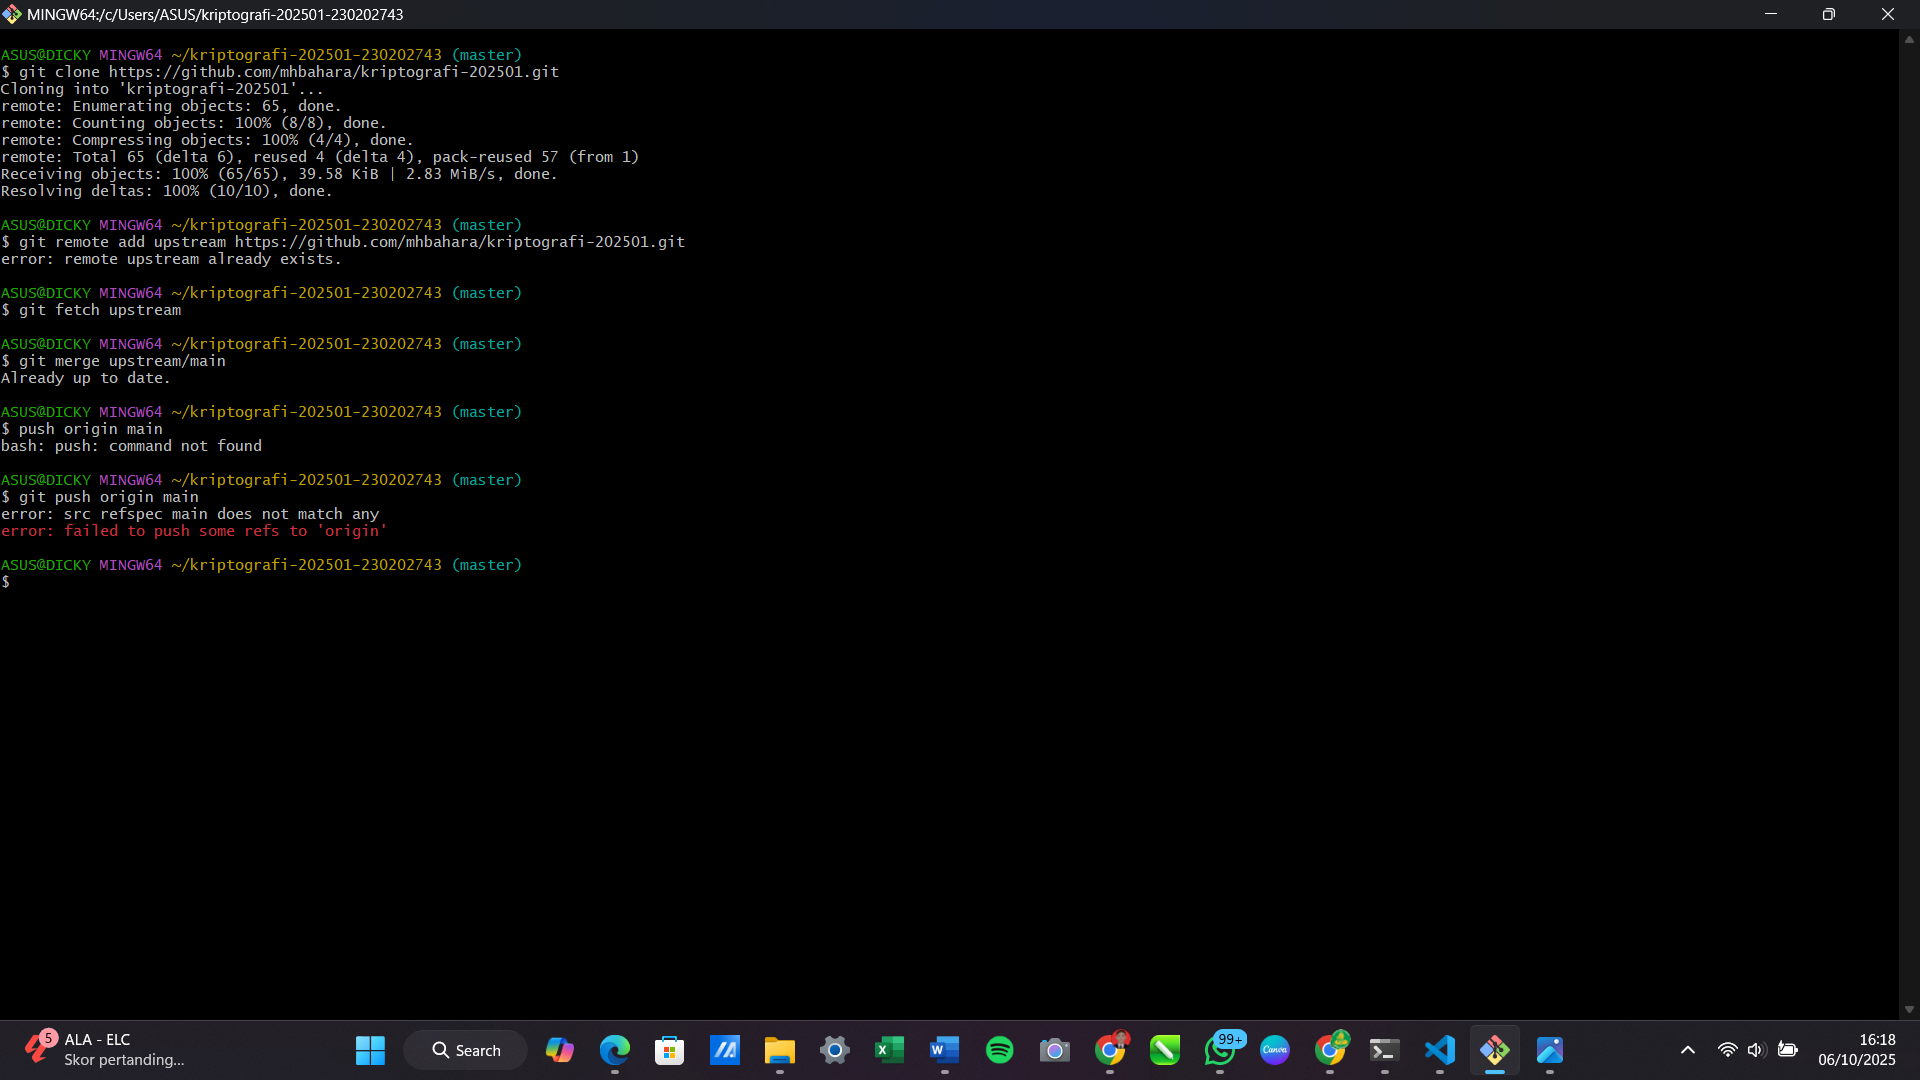 MINGW64:/c/Users/ASUS/kriptografi-202501-230202743
ASUS@DICKY MINGW64 ~/kriptografi-202501-230202743 (master)
$ git clone https://github.com/mhbahara/kriptografi-202501.git
Cloning into 'kriptografi-202501'...
remote: Enumerating objects: 65, done.
remote: Counting objects: 100% (8/8), done.
remote: Compressing objects: 100% (4/4), done.
remote: Total 65 (delta 6), reused 4 (delta 4), pack-reused 57 (from 1)
Receiving objects: 100% (65/65), 39.58 KiB | 2.83 MiB/s, done.
Resolving deltas: 100% (10/10), done.
ASUS@DICKY MINGW64 ~/kriptografi-202501-230202743 (master)
$ git remote add upstream https://github.com/mhbahara/kriptografi-202501.git
error: remote upstream already exists.
ASUS@DICKY MINGW64 ~/kriptografi-202501-230202743 (master)
$ git fetch upstream
ASUS@DICKY MINGW64 ~/kriptografi-202501-230202743 (master)
$ git merge upstream/main
Already up to date.
ASUS@DICKY MINGW64 ~/kriptografi-202501-230202743 (master)
$ push origin main
bash: push: command not found
ASUS@DICKY MINGW64 ~/kriptografi-202501-230202743 (master)
$ git push origin main
error: src refspec main does not match any
error: failed to push some refs to 'origin'
ASUS@DICKY MINGW64 ~/kriptografi-202501-230202743 (master)
$
5
ALA - ELC
Skor pertanding...
Search
99+
Canva
16:18
06/10/2025